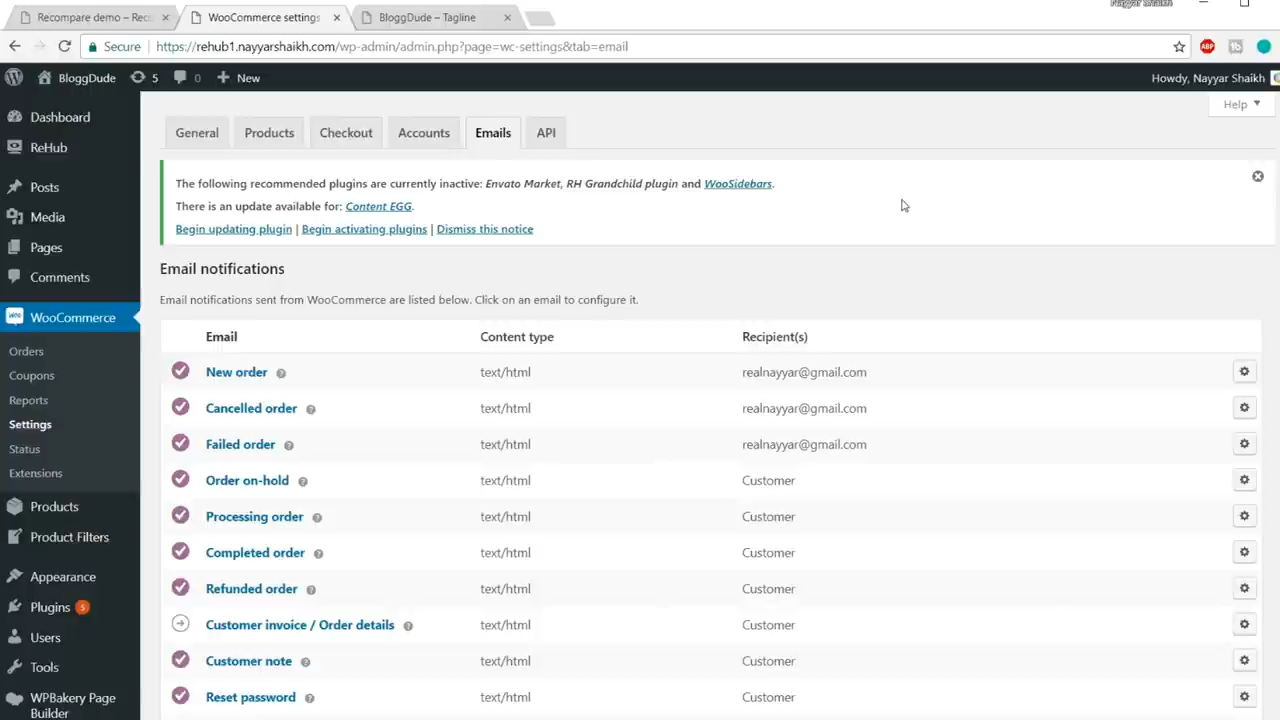 Nayyar Shaikh
Recompare demo – Reco
WooCommerce settings
BloggDude – Tagline
Secure
https://rehub1.nayyarshaikh.com/wp-admin/admin.php?page=wc-settings&tab=email
ABP
BloggDude
5
0
New
Howdy, Nayyar Shaikh
Help
Dashboard
ReHub
Posts
Media
Pages
Comments
WooCommerce
Orders
Coupons
Reports
Settings
Status
Extensions
Products
Product Filters
Appearance
Plugins 5
Users
Tools
WPBakery Page
Builder
General
Products
Checkout
Accounts
Emails
API
The following recommended plugins are currently inactive: Envato Market, RH Grandchild plugin and WooSidebars.
There is an update available for: Content EGG.
Begin updating plugin | Begin activating plugins | Dismiss this notice
Email notifications
Email notifications sent from WooCommerce are listed below. Click on an email to configure it.
Email Content type Recipient(s)
New order text/html realnayyar@gmail.com
Cancelled order text/html realnayyar@gmail.com
Failed order text/html realnayyar@gmail.com
Order on-hold text/html Customer
Processing order text/html Customer
Completed order text/html Customer
Refunded order text/html Customer
Customer invoice / Order details text/html Customer
Customer note text/html Customer
Reset password text/html Customer